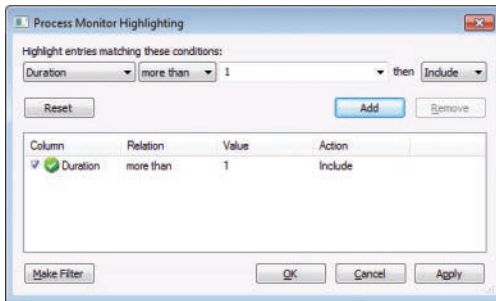 Process Monitor Highlighting
Highlight entries matching these conditions:
Duration more than 1 then Include
Reset Add Remove
Column Relation Value Action
Duration more than 1 Include
Make Filter OK Cancel Apply